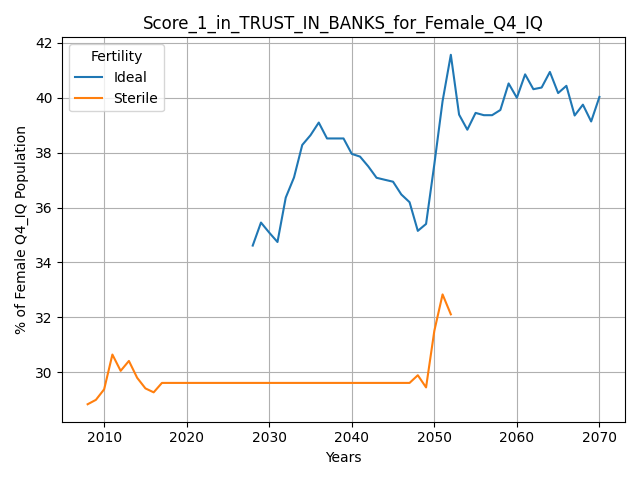 Score_1_in_TRUST_IN_BANKS_for_Female_Q4_IQ
Fertility
Ideal
Sterile
% of Female Q4_IQ Population
42
40
38
36
34
32
30
2010 2020 2030 2040 2050 2060 2070
Years